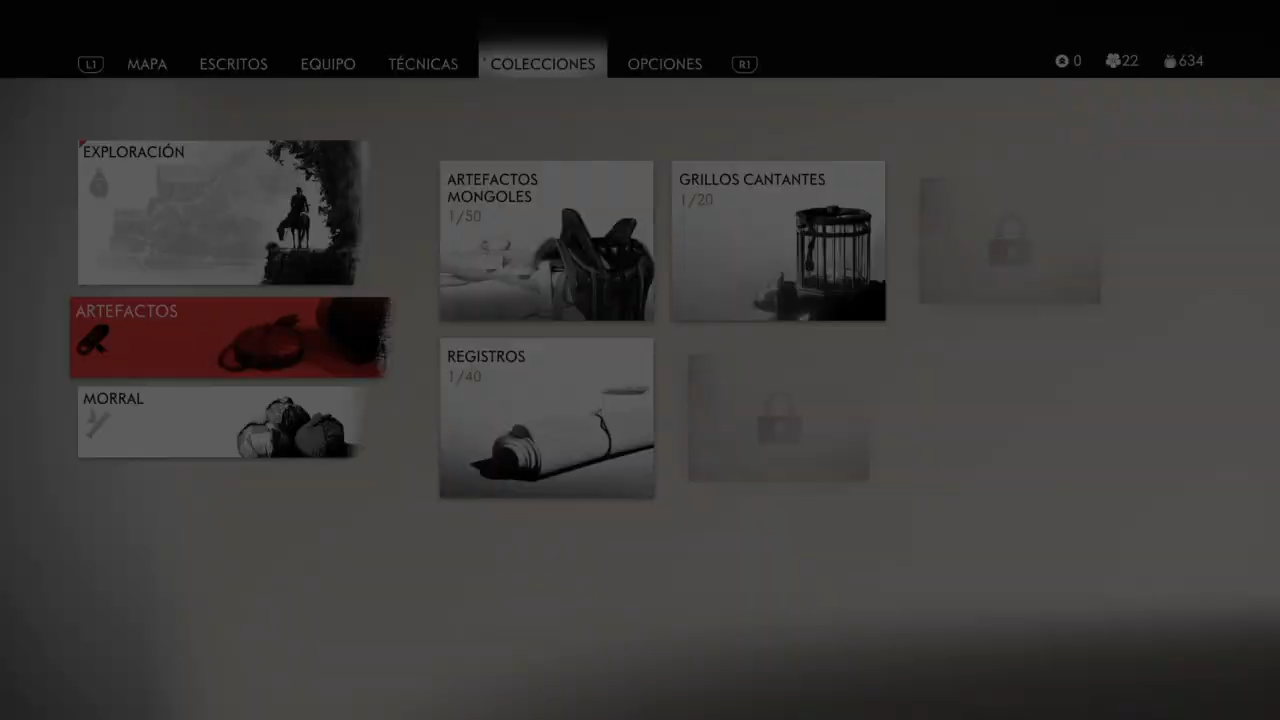 L1 MAPA ESCRITOS EQUIPO TÉCNICAS COLECCIONES OPCIONES R1 0 22 634
EXPLORACIÓN
ARTEFACTOS
MORRAL
ARTEFACTOS
MONGOLES
1/50
GRILLOS CANTANTES
1/20
REGISTROS
1/40